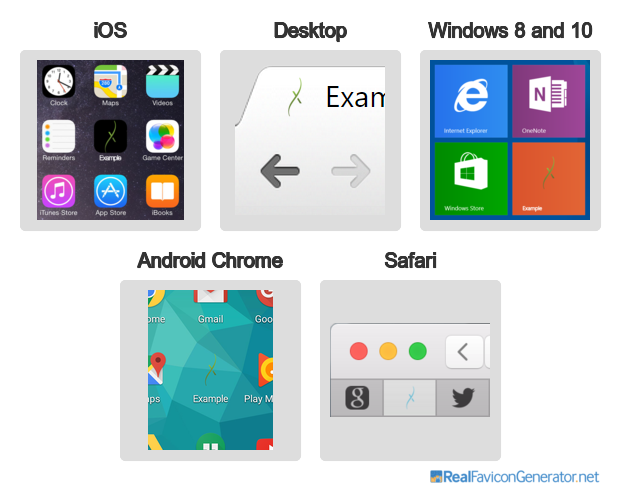 iOS
Desktop
Windows 8 and 10
Clock Maps Videos
Reminders Example Game Center
iTunes Store App Store iBooks
Exam
Internet Explorer OneNote
Windows Store Example
Android Chrome
Safari
ome Gmail Goo
aps Example Play M
RealFaviconGenerator.net